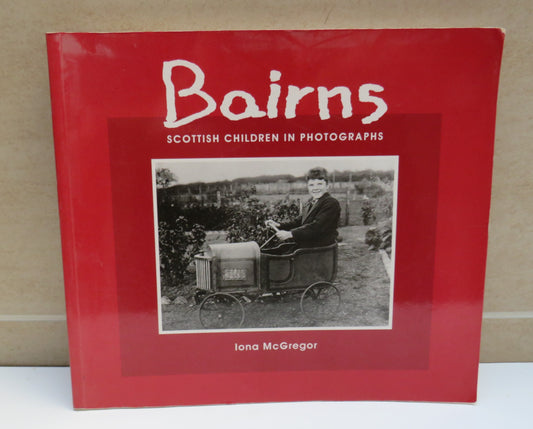 Bairns
SCOTTISH CHILDREN IN PHOTOGRAPHS
Iona McGregor